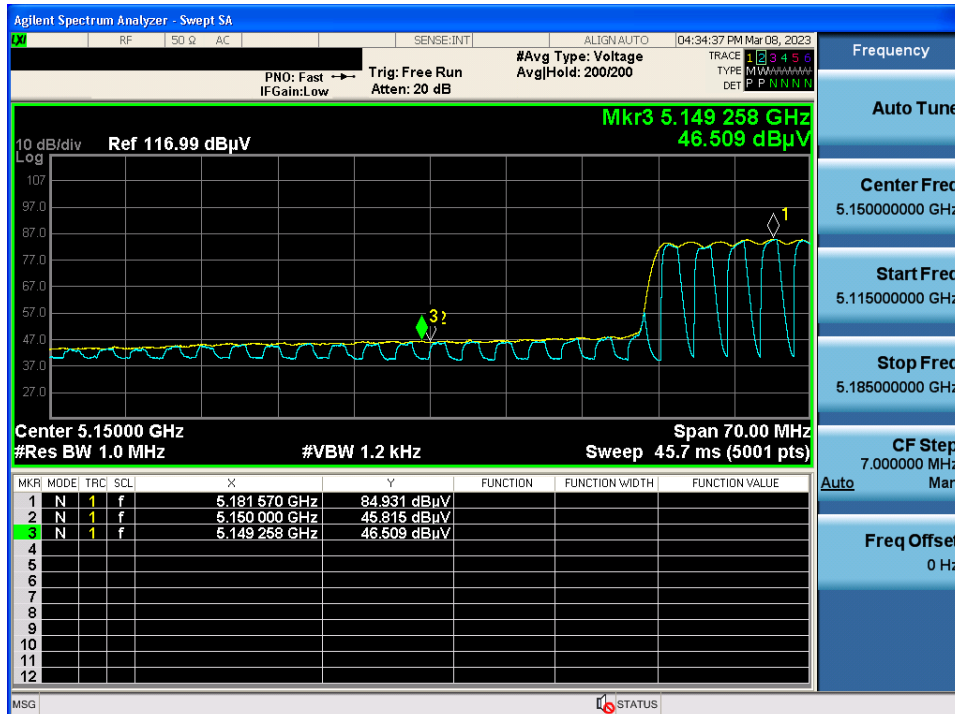 Agilent Spectrum Analyzer - Swept SA
LXI RF 50 Ω AC SENSE:INT ALIGN AUTO 04:34:37 PM Mar 08, 2023
PNO: Fast IFGain:Low
Trig: Free Run
Atten: 20 dB
#Avg Type: Voltage
Avg|Hold: 200/200
TRACE 1 2 3 4 5 6
TYPE M WWWWW
DET P P N N N N
Mkr3 5.149 258 GHz
46.509 dBµV
10 dB/div Ref 116.99 dBµV
Log
107
97.0
87.0
77.0
67.0
57.0
47.0
37.0
27.0
1
3 2
Center 5.15000 GHz Span 70.00 MHz
#Res BW 1.0 MHz #VBW 1.2 kHz Sweep 45.7 ms (5001 pts)
MKR MODE TRC SCL X Y FUNCTION FUNCTION WIDTH FUNCTION VALUE
1 N 1 f 5.181 570 GHz 84.931 dBµV
2 N 1 f 5.150 000 GHz 45.815 dBµV
3 N 1 f 5.149 258 GHz 46.509 dBµV
4
5
6
7
8
9
10
11
12
MSG STATUS
Frequency
Auto Tune
Center Freq
5.150000000 GHz
Start Freq
5.115000000 GHz
Stop Freq
5.185000000 GHz
CF Step
7.000000 MHz
Auto Man
Freq Offset
0 Hz